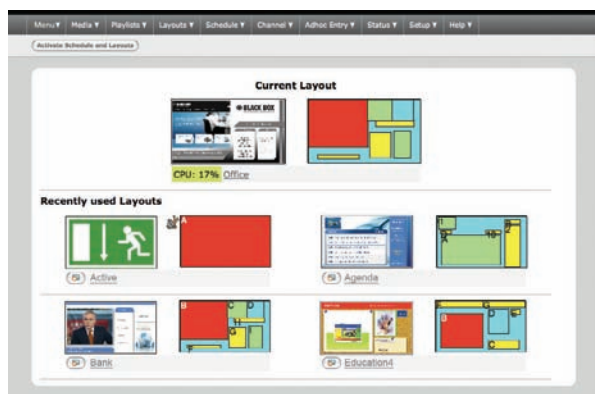 Menu▼ Media▼ Playlists▼ Layouts▼ Schedule▼ Channel▼ Adhoc Entry▼ Status▼ Setup▼ Help▼
Activate Schedule and Layouts
Current Layout
BLACK BOX
CPU: 17% Office
Recently used Layouts
A
Active
Agenda
B
Bank
B
Education4